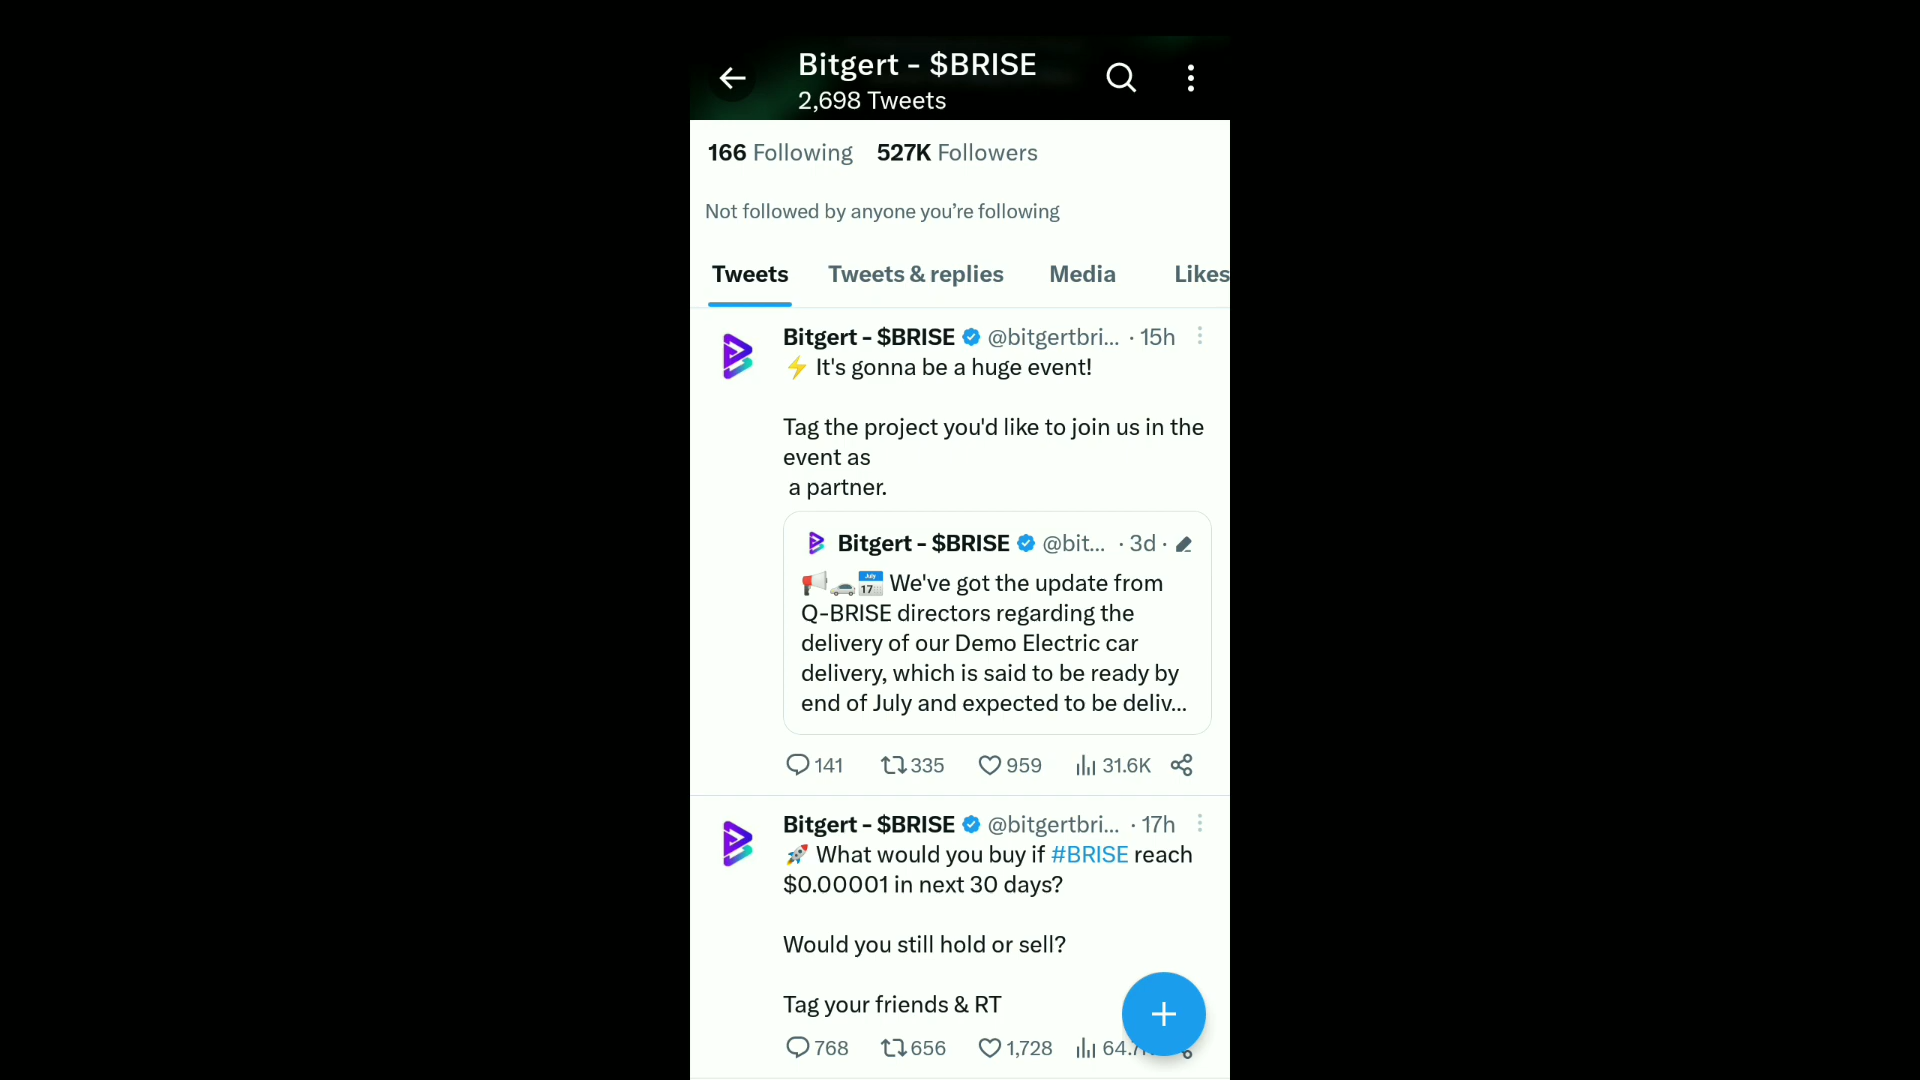 Bitgert - $BRISE
2,698 Tweets
166 Following 527K Followers
Not followed by anyone you're following
Tweets Tweets & replies Media Likes
Bitgert - $BRISE @bitgertbri... · 15h
⚡ It's gonna be a huge event!
Tag the project you'd like to join us in the
event as
a partner.
Bitgert - $BRISE @bit... · 3d ·
📢🚗📅 We've got the update from
Q-BRISE directors regarding the
delivery of our Demo Electric car
delivery, which is said to be ready by
end of July and expected to be deliv...
141 335 959 31.6K
Bitgert - $BRISE @bitgertbri... · 17h
🚀 What would you buy if #BRISE reach
$0.00001 in next 30 days?
Would you still hold or sell?
Tag your friends & RT
768 656 1,728